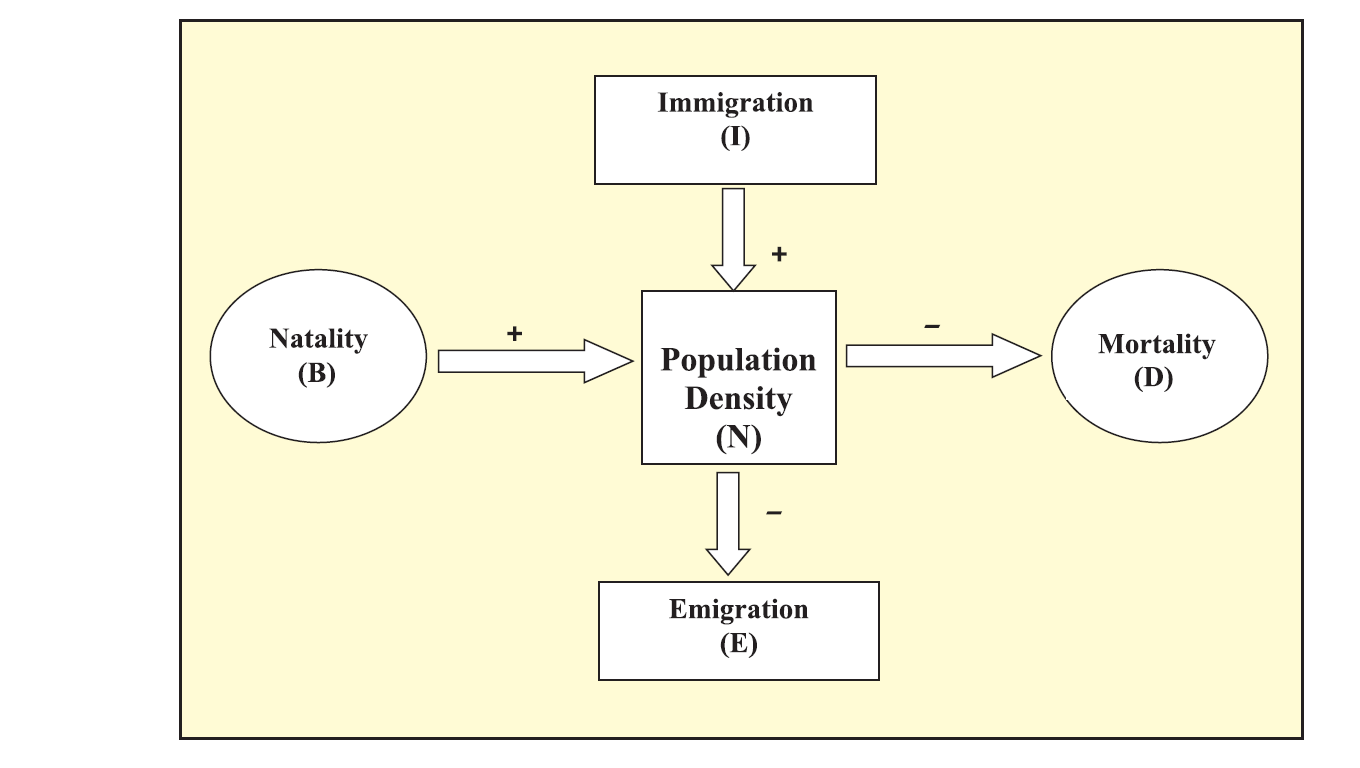 Immigration
(I)
+
Natality
(B)
+
Population
Density
(N)
–
Mortality
(D)
–
Emigration
(E)